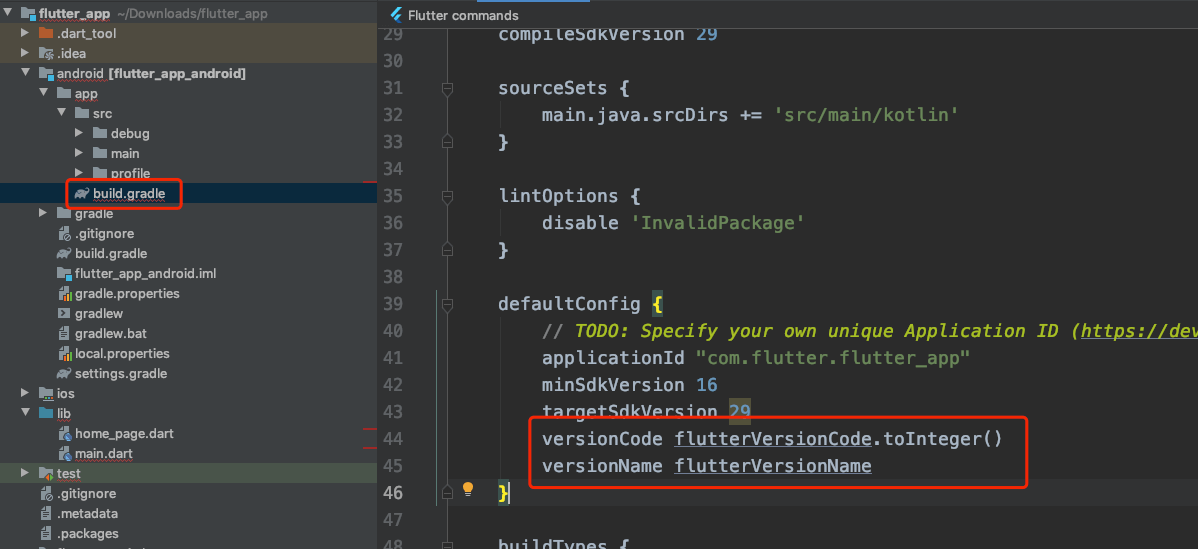 flutter_app ~/Downloads/flutter_app
.dart_tool
.idea
android [flutter_app_android]
app
src
debug
main
profile
build.gradle
gradle
.gitignore
build.gradle
flutter_app_android.iml
gradle.properties
gradlew
gradlew.bat
local.properties
settings.gradle
ios
lib
home_page.dart
main.dart
test
.gitignore
.metadata
.packages
Flutter commands
29 compileSdkVersion 29
30
31 sourceSets {
32 main.java.srcDirs += 'src/main/kotlin'
33 }
34
35 lintOptions {
36 disable 'InvalidPackage'
37 }
38
39 defaultConfig {
40 // TODO: Specify your own unique Application ID (https://dev
41 applicationId "com.flutter.flutter_app"
42 minSdkVersion 16
43 targetSdkVersion 29
44 versionCode flutterVersionCode.toInteger()
45 versionName flutterVersionName
46 }
47
48 buildTypes {